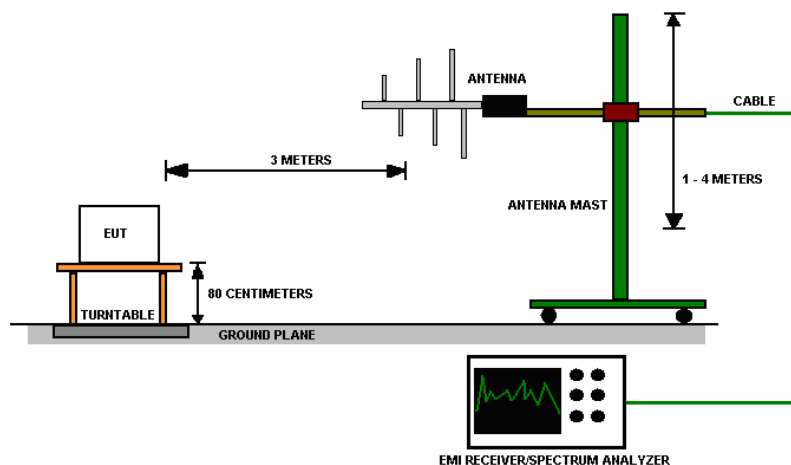 ANTENNA
CABLE
3 METERS
1 - 4 METERS
ANTENNA MAST
EUT
80 CENTIMETERS
TURNTABLE
GROUND PLANE
EMI RECEIVER/SPECTRUM ANALYZER